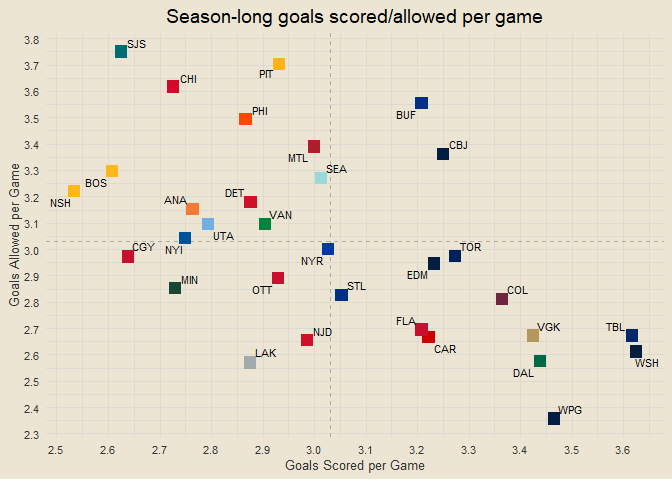 Season-long goals scored/allowed per game
3.8
SJS
3.7
PIT
CHI
3.6
BUF
3.5
PHI
3.4
CBJ
MTL
3.3
SEA
BOS
3.2
NSH
ANA
DET
3.1
VAN
UTA
3.0
CGY
NYI
NYR
TOR
2.9
EDM
MIN
OTT
STL
2.8
COL
2.7
FLA
VGK
TBL
NJD
CAR
2.6
LAK
WSH
DAL
2.5
2.4
WPG
2.3
Goals Allowed per Game
2.5 2.6 2.7 2.8 2.9 3.0 3.1 3.2 3.3 3.4 3.5 3.6
Goals Scored per Game